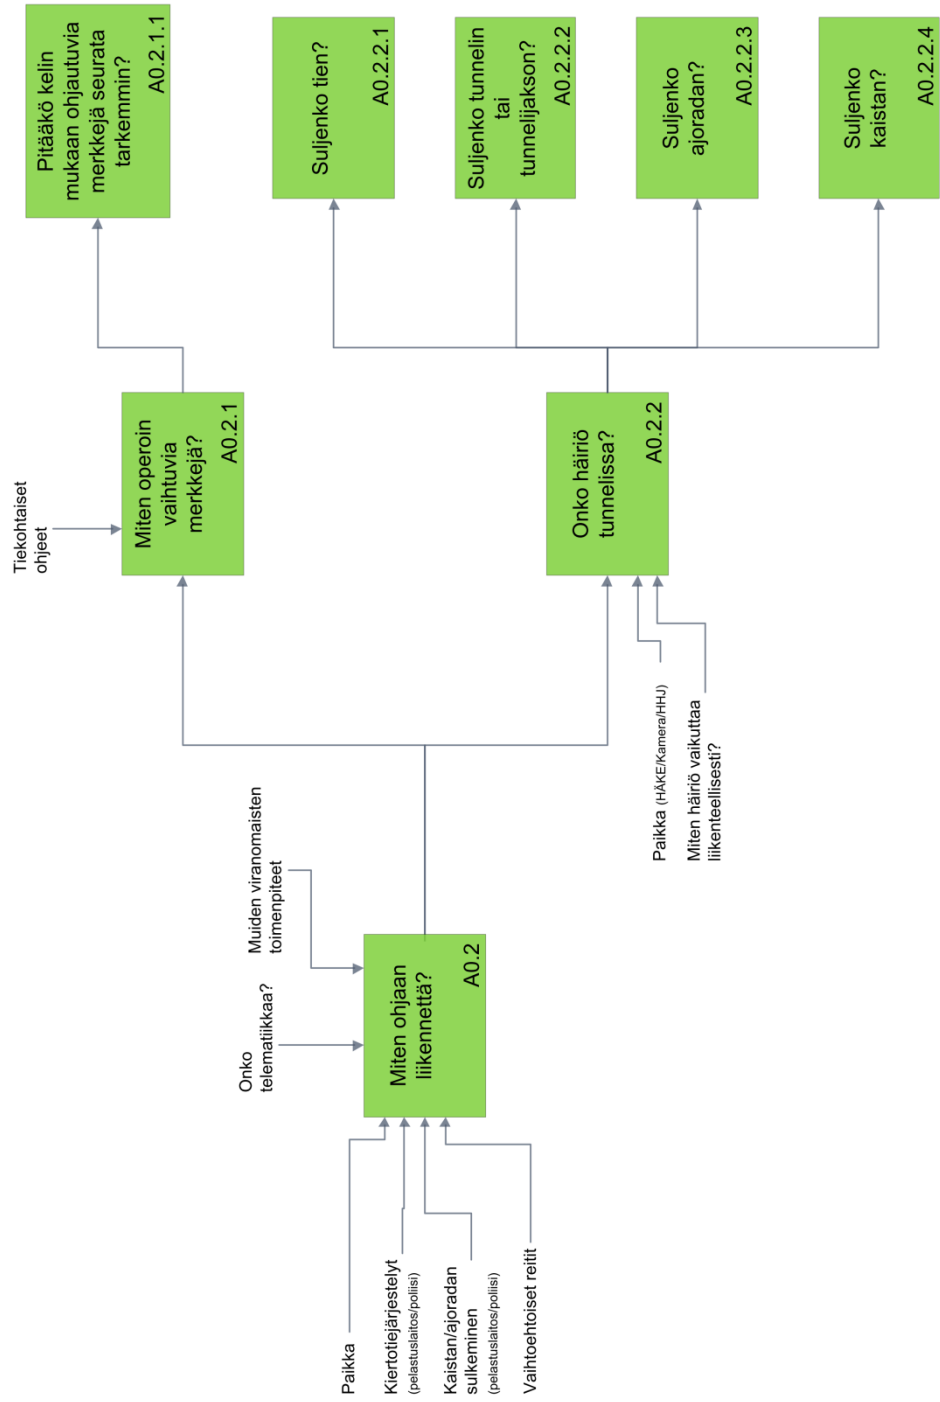 Paikka
Kiertotiejärjestelyt
(pelastuslaitos/poliisi)
Kaistan/ajoradan
sulkeminen
(pelastuslaitos/poliisi)
Vaihtoehtoiset reitit
Onko
telematiikkaa?
Muiden viranomaisten
toimenpiteet
Miten ohjaan
liikennettä?
A0.2
Tiekohtaiset
ohjeet
Miten operoin
vaihtuvia
merkkejä?
A0.2.1
Paikka (HÄKE/Kamera/HHJ)
Miten häiriö vaikuttaa
liikenteellisesti?
Onko häiriö
tunnelissa?
A0.2.2
Pitääkö kelin
mukaan ohjautuvia
merkkejä seurata
tarkemmin?
A0.2.1.1
Suljenko tien?
A0.2.2.1
Suljenko tunnelin
tai
tunnelijakson?
A0.2.2.2
Suljenko
ajoradan?
A0.2.2.3
Suljenko
kaistan?
A0.2.2.4